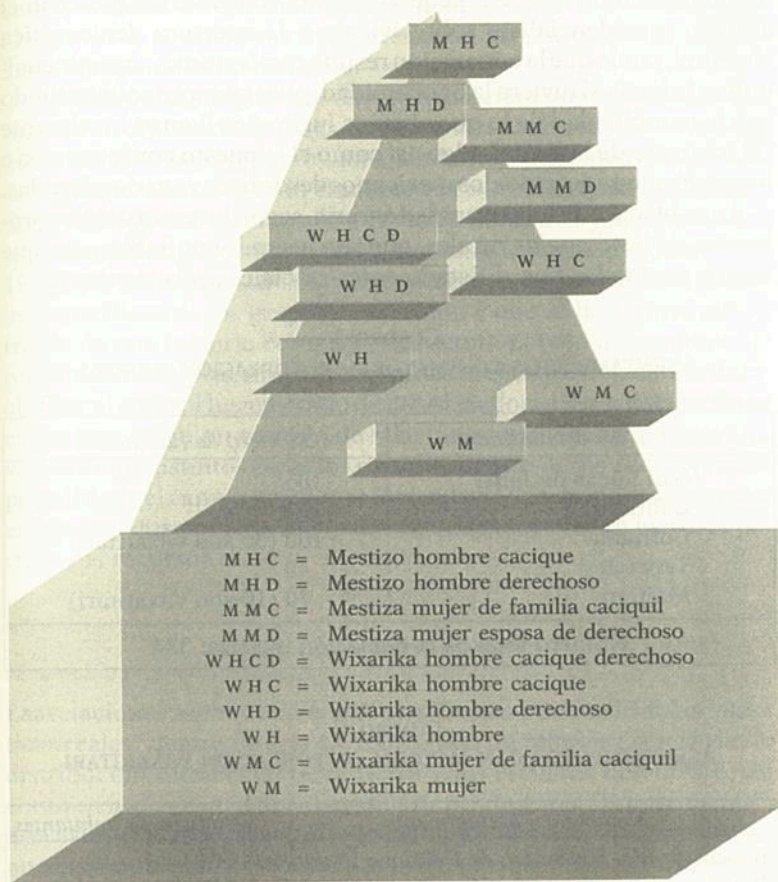 M H C
M H D
M M C
M M D
W H C D
W H C
W H D
W H
W M C
W M
M H C = Mestizo hombre cacique
M H D = Mestizo hombre derechoso
M M C = Mestiza mujer de familia caciquil
M M D = Mestiza mujer esposa de derechoso
W H C D = Wixarika hombre cacique derechoso
W H C = Wixarika hombre cacique
W H D = Wixarika hombre derechoso
W H = Wixarika hombre
W M C = Wixarika mujer de familia caciquil
W M = Wixarika mujer